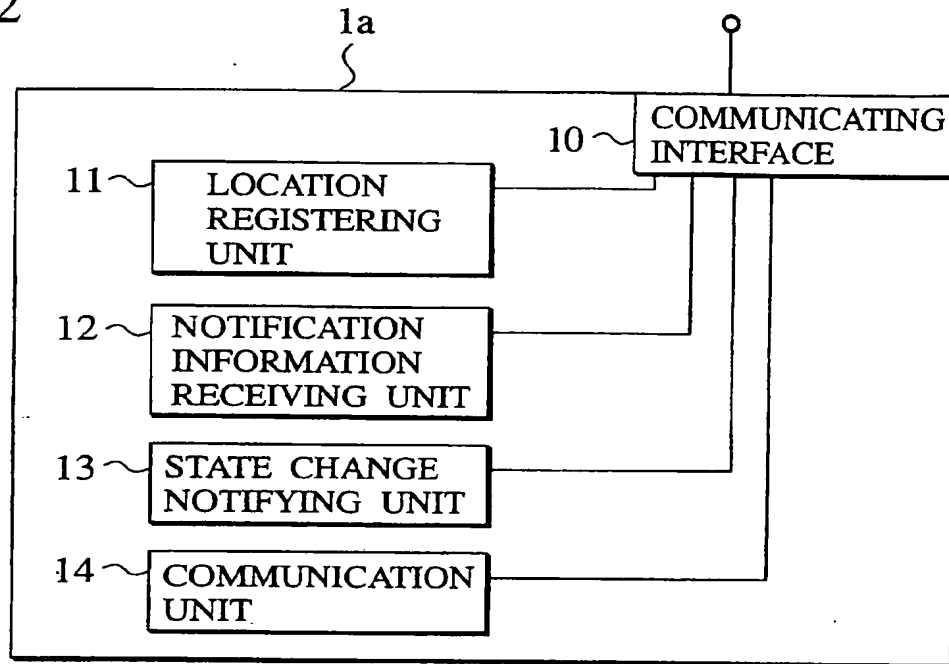 2
1a
10
COMMUNICATING
INTERFACE
11
LOCATION
REGISTERING
UNIT
12
NOTIFICATION
INFORMATION
RECEIVING UNIT
13
STATE CHANGE
NOTIFYING UNIT
14
COMMUNICATION
UNIT